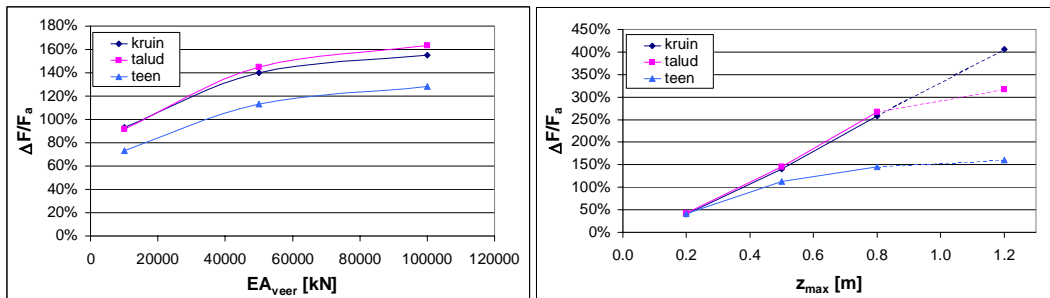 180%
160%
140%
120%
100%
80%
60%
40%
20%
0%
ΔF/Fa
kruin
talud
teen
0 20000 40000 60000 80000 100000 120000
EAveer [kN]
450%
400%
350%
300%
250%
200%
150%
100%
50%
0%
ΔF/Fa
kruin
talud
teen
0.0 0.2 0.4 0.6 0.8 1.0 1.2
zmax [m]